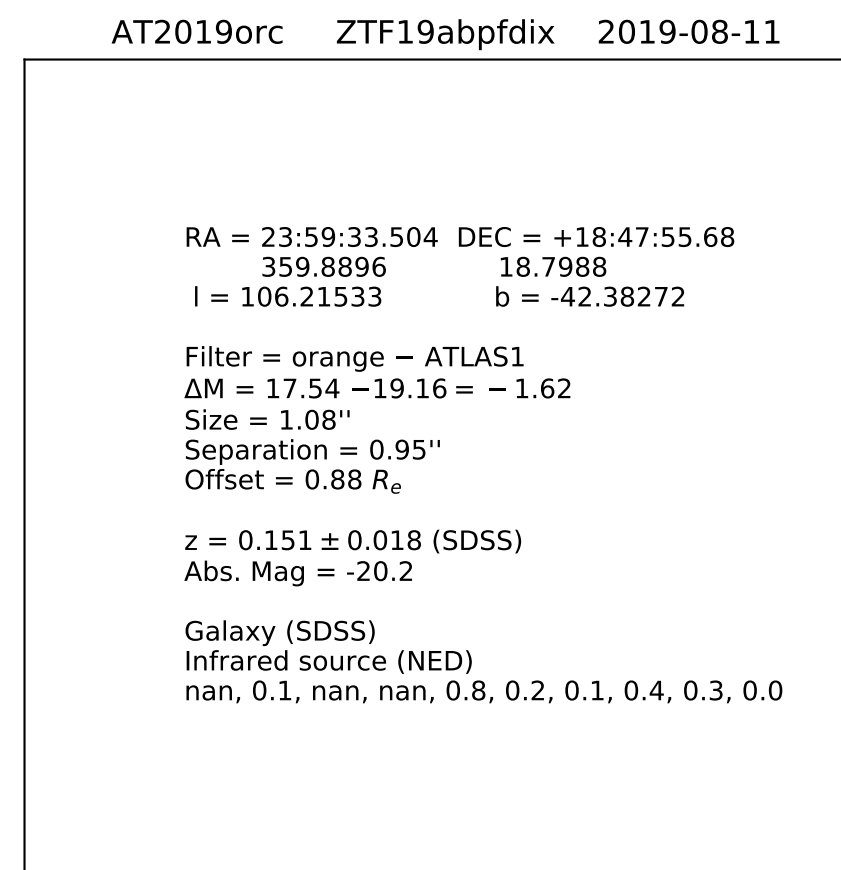 AT2019orc ZTF19abpfdix 2019-08-11
RA = 23:59:33.504 DEC = +18:47:55.68
359.8896 18.7988
l = 106.21533 b = -42.38272
Filter = orange − ATLAS1
ΔM = 17.54 −19.16 = − 1.62
Size = 1.08''
Separation = 0.95''
Offset = 0.88 Rₑ
z = 0.151 ± 0.018 (SDSS)
Abs. Mag = -20.2
Galaxy (SDSS)
Infrared source (NED)
nan, 0.1, nan, nan, 0.8, 0.2, 0.1, 0.4, 0.3, 0.0